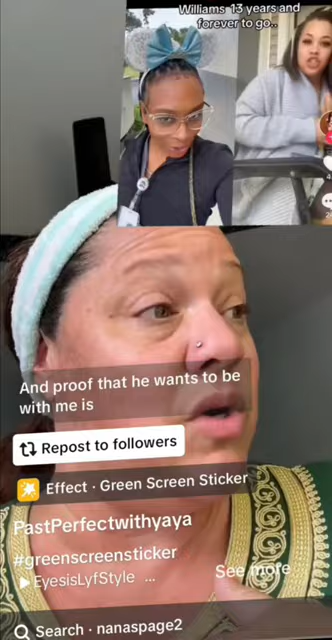 Williams 13 years and
forever to go..
And proof that he wants to be
with me is
Repost to followers
Effect · Green Screen Sticker
PastPerfectwithyaya
#greenscreensticker
EyesisLyfStyle ...
See more
Search · nanaspage2